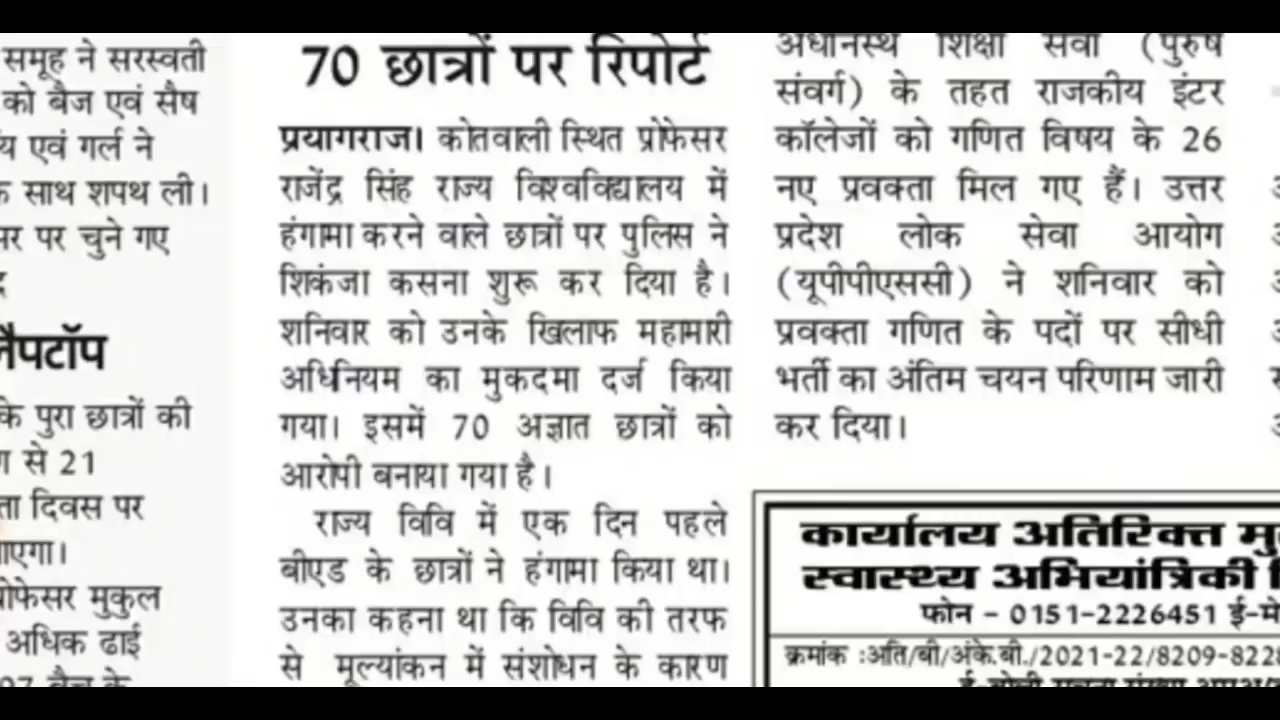 समूह ने सरस्वती
को बैज एवं सैष
एवं गर्ल ने
साथ शपथ ली।
पर चुने गए
लैपटॉप
के पुरा छात्रों की
से 21
दिवस पर
जाएगा।
प्रोफेसर मुकुल
अधिक ढाई
70 छात्रों पर रिपोर्ट
प्रयागराज। कोतवाली स्थित प्रोफेसर
राजेंद्र सिंह राज्य विश्वविद्यालय में
हंगामा करने वाले छात्रों पर पुलिस ने
शिकंजा कसना शुरू कर दिया है।
शनिवार को उनके खिलाफ महामारी
अधिनियम का मुकदमा दर्ज किया
गया। इसमें 70 अज्ञात छात्रों को
आरोपी बनाया गया है।
राज्य विवि में एक दिन पहले
बीएड के छात्रों ने हंगामा किया था।
उनका कहना था कि विवि की तरफ
से मूल्यांकन में संशोधन के कारण
अधीनस्थ शिक्षा सेवा (पुरुष
संवर्ग) के तहत राजकीय इंटर
कॉलेजों को गणित विषय के 26
नए प्रवक्ता मिल गए हैं। उत्तर
प्रदेश लोक सेवा आयोग
(यूपीपीएससी) ने शनिवार को
प्रवक्ता गणित के पदों पर सीधी
भर्ती का अंतिम चयन परिणाम जारी
कर दिया।
कार्यालय अतिरिक्त
स्वास्थ्य अभियांत्रिकी
फोन - 0151-2226451 ई-मे
क्रमांक :अति/बी/अंके.बी./2021-22/8209-8228